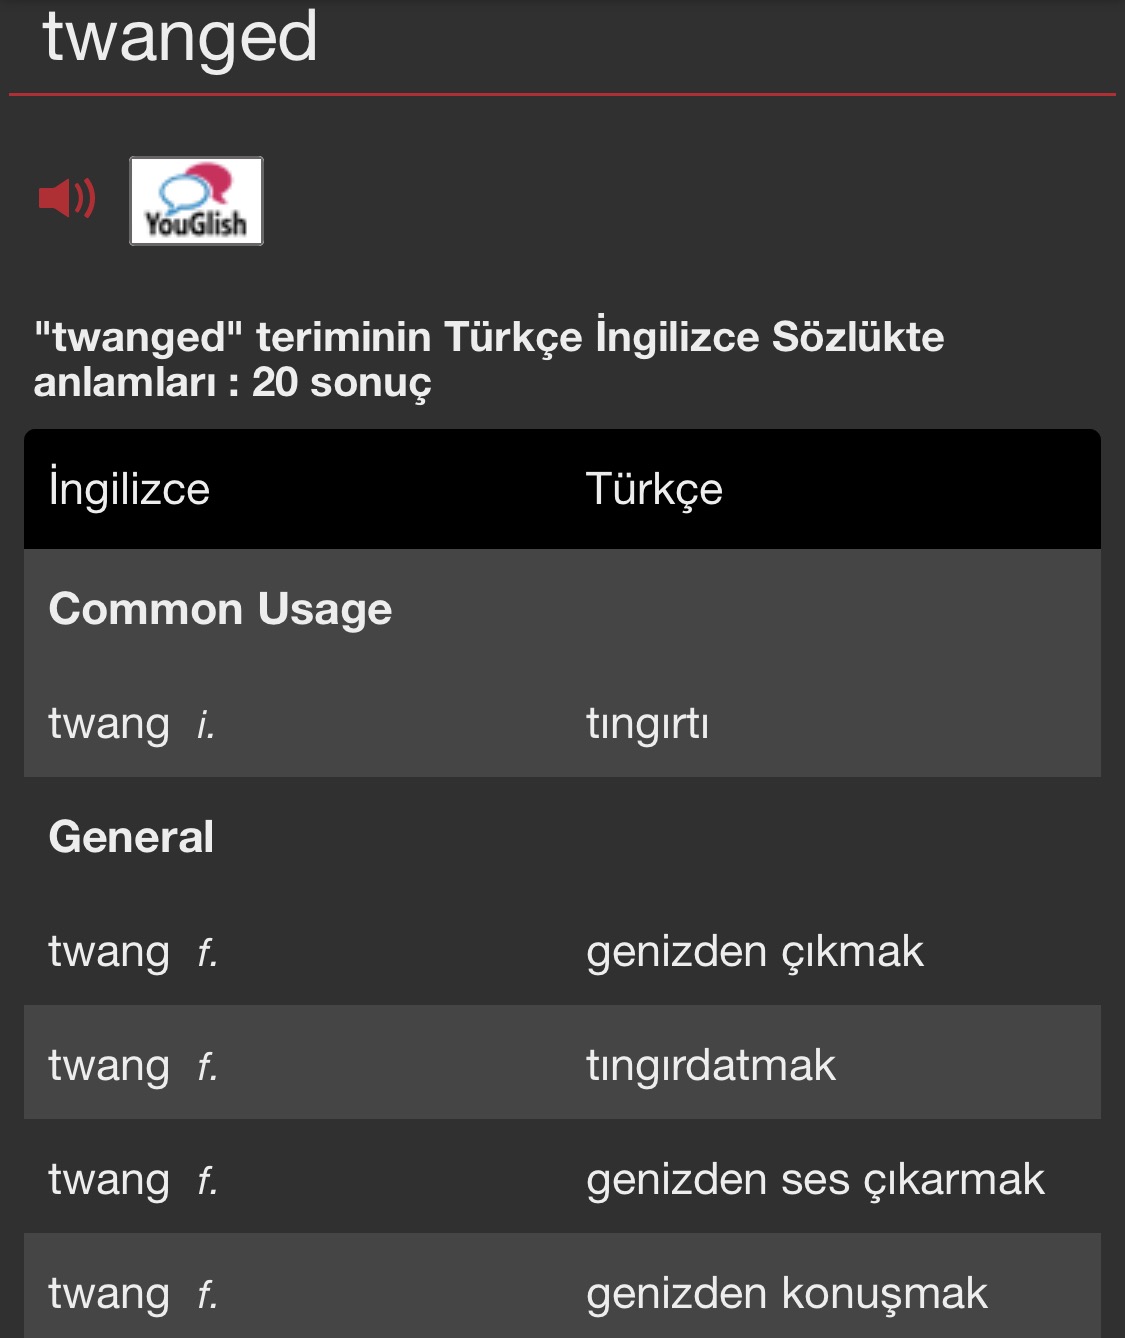 twanged
YouGlish
"twanged" teriminin Türkçe İngilizce Sözlükte
anlamları : 20 sonuç
İngilizce Türkçe
Common Usage
twang i. tıngırtı
General
twang f. genizden çıkmak
twang f. tıngırdatmak
twang f. genizden ses çıkarmak
twang f. genizden konuşmak